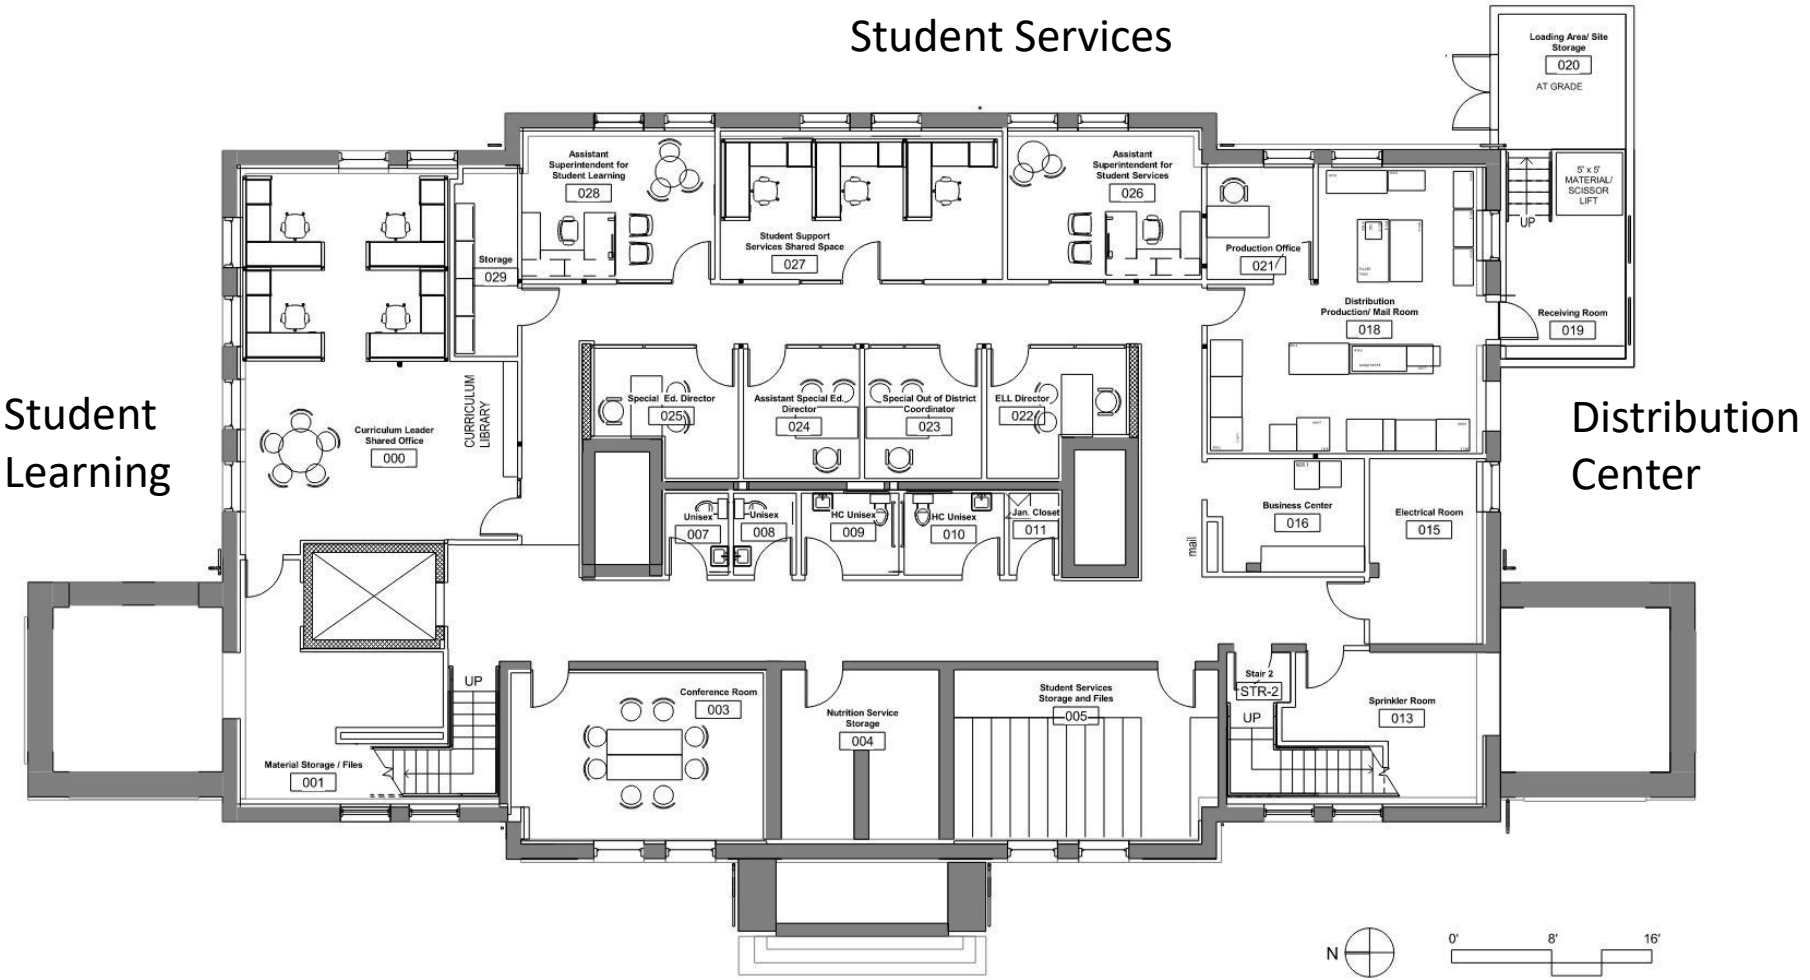 Student Services
Loading Area/ Site
Storage
020
AT GRADE
Assistant
Superintendent for
Student Learning
028
Assistant
Superintendent for
Student Services
026
5' x 5'
MATERIAL/
SCISSOR
LIFT
UP
Student Support
Services Shared Space
027
Storage
029
Production Office
021
Distribution
Production/ Mail Room
018
Receiving Room
019
Student
Learning
CURRICULUM
LIBRARY
Curriculum Leader
Shared Office
000
Special Ed. Director
025
Assistant Special Ed.
Director
024
Special Out of District
Coordinator
023
ELL Director
022
Distribution
Center
Unisex
007
Unisex
008
HC Unisex
009
HC Unisex
010
Jan. Closet
011
mail
Business Center
016
Electrical Room
015
UP
Conference Room
003
Nutrition Service
Storage
004
Student Services
Storage and Files
005
Stair 2
STR-2
UP
Sprinkler Room
013
Material Storage / Files
001
N
0'
8'
16'